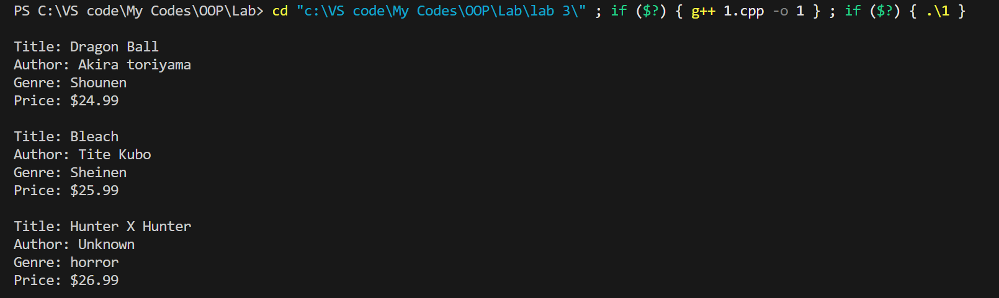 PS C:\VS code\My Codes\OOP\Lab> cd "c:\VS code\My Codes\OOP\Lab\lab 3\" ; if ($?) { g++ 1.cpp -o 1 } ; if ($?) { .\1 }
Title: Dragon Ball
Author: Akira toriyama
Genre: Shounen
Price: $24.99
Title: Bleach
Author: Tite Kubo
Genre: Sheinen
Price: $25.99
Title: Hunter X Hunter
Author: Unknown
Genre: horror
Price: $26.99